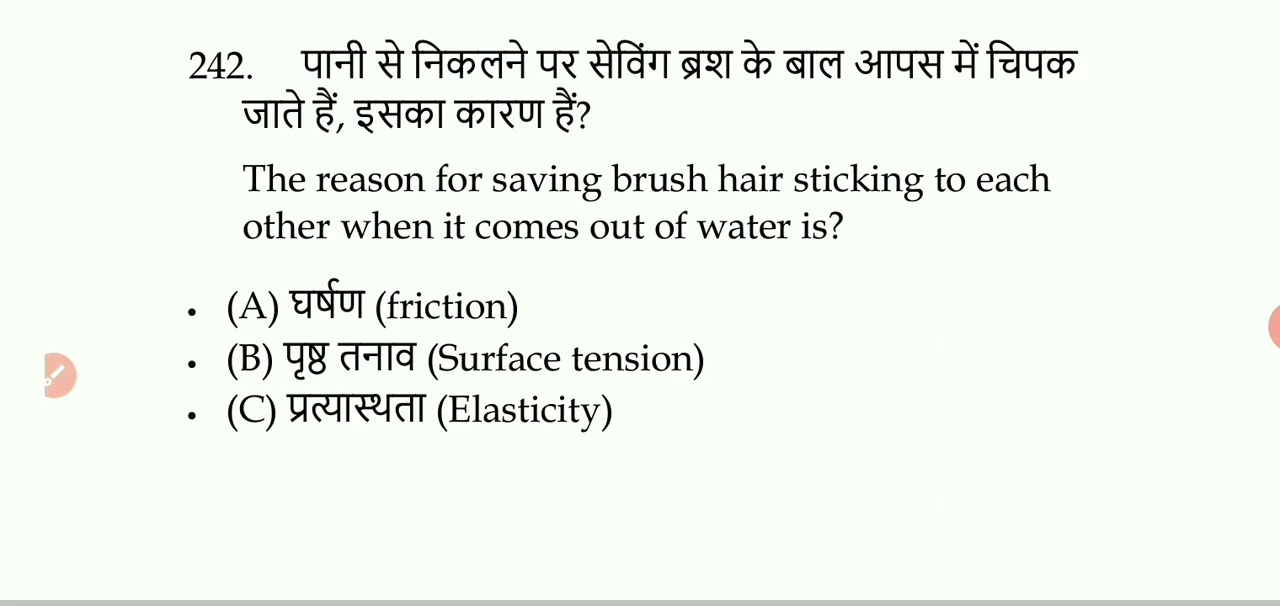 242. पानी से निकलने पर सेविंग ब्रश के बाल आपस में चिपक
जाते हैं, इसका कारण हैं?
The reason for saving brush hair sticking to each
other when it comes out of water is?
• (A) घर्षण (friction)
• (B) पृष्ठ तनाव (Surface tension)
• (C) प्रत्यास्थता (Elasticity)